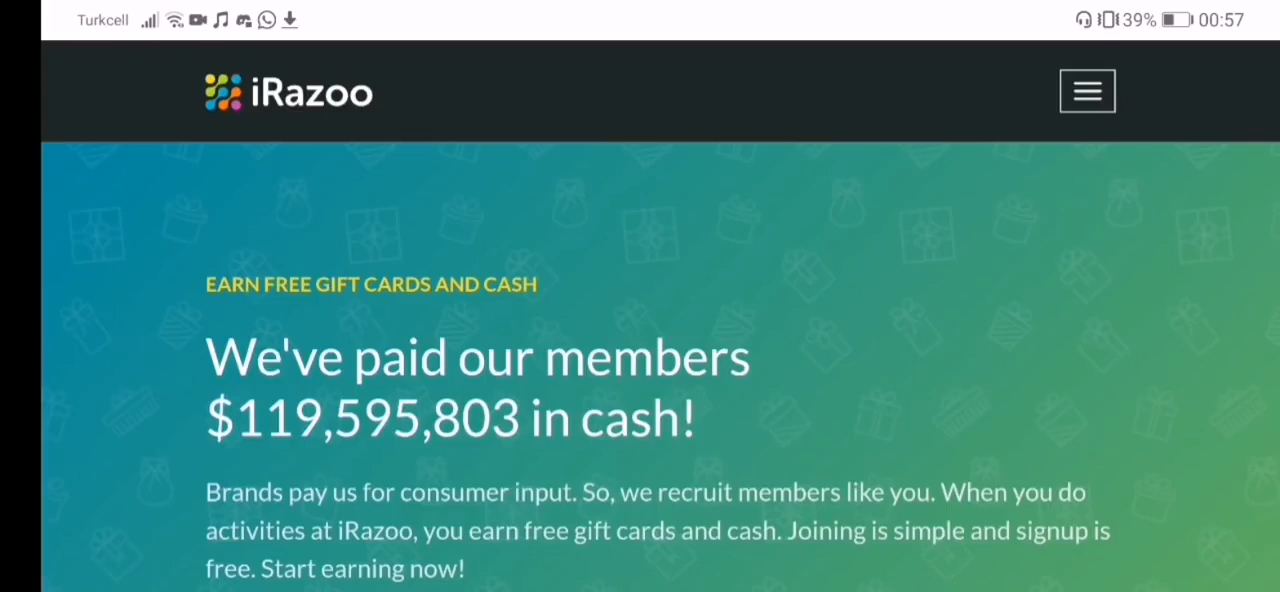 Turkcell 39% 00:57
iRazoo
EARN FREE GIFT CARDS AND CASH
We've paid our members
$119,595,803 in cash!
Brands pay us for consumer input. So, we recruit members like you. When you do
activities at iRazoo, you earn free gift cards and cash. Joining is simple and signup is
free. Start earning now!